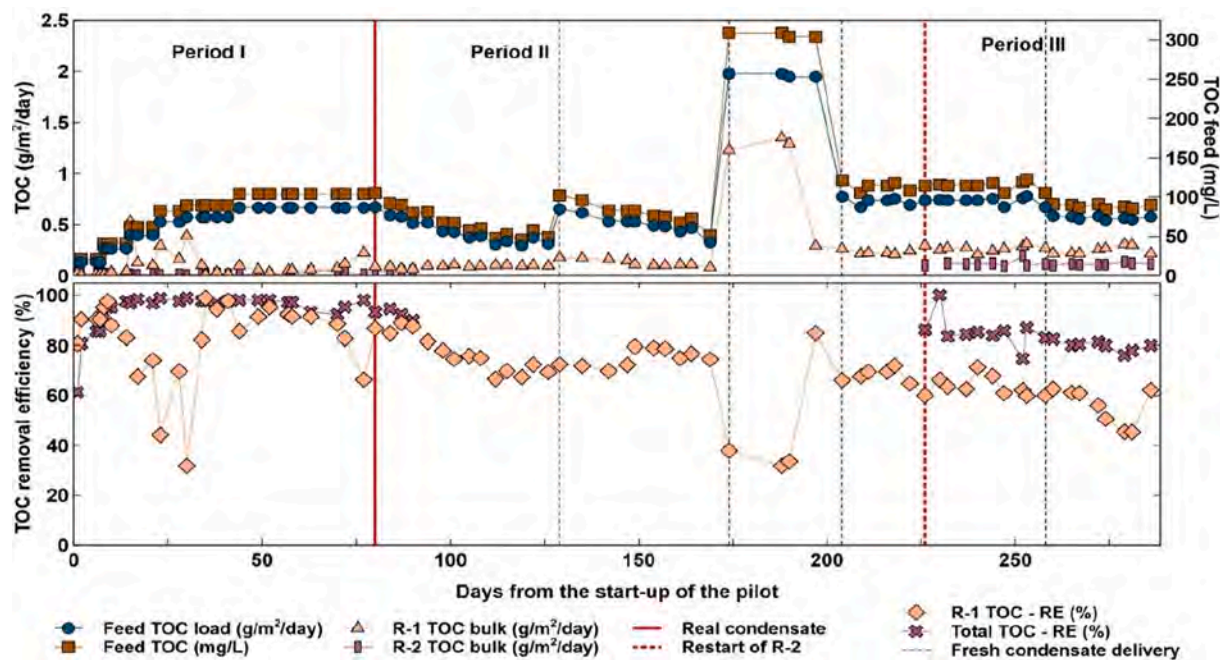 2.5
2
1.5
1
0.5
0
TOC (g/m²/day)
Period I
Period II
Period III
300
250
200
150
100
50
0
TOC feed (mg/L)
100
80
60
40
20
0
TOC removal efficiency (%)
0 50 100 150 200 250
Days from the start-up of the pilot
Feed TOC load (g/m²/day)
Feed TOC (mg/L)
R-1 TOC bulk (g/m²/day)
R-2 TOC bulk (g/m²/day)
Real condensate
Restart of R-2
R-1 TOC - RE (%)
Total TOC - RE (%)
Fresh condensate delivery